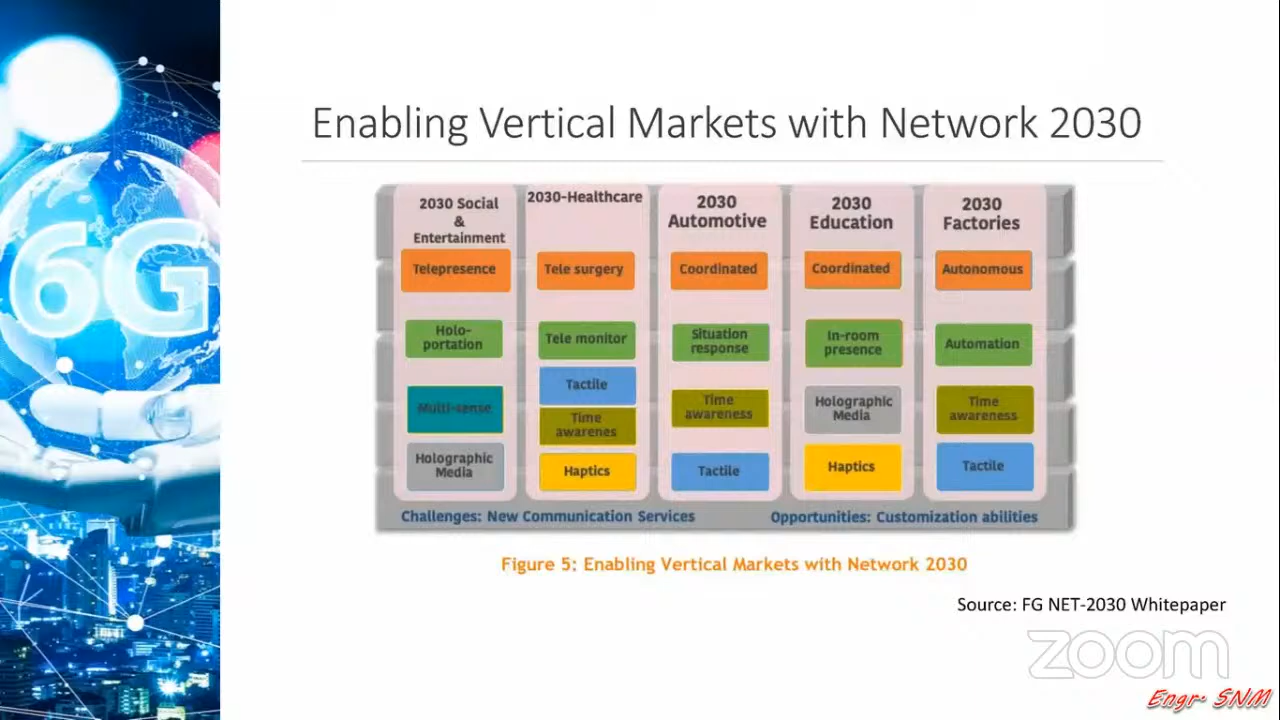 6G
Enabling Vertical Markets with Network 2030
2030 Social
&
Entertainment
Telepresence
Holo-
portation
Multi-sense
Holographic
Media
2030-Healthcare
Tele surgery
Tele monitor
Tactile
Time
awarenes
Haptics
2030
Automotive
Coordinated
Situation
response
Time
awareness
Tactile
2030
Education
Coordinated
In-room
presence
Holographic
Media
Haptics
2030
Factories
Autonomous
Automation
Time
awareness
Tactile
Challenges: New Communication Services
Opportunities: Customization abilities
Figure 5: Enabling Vertical Markets with Network 2030
Source: FG NET-2030 Whitepaper
zoom
Engr. SNM